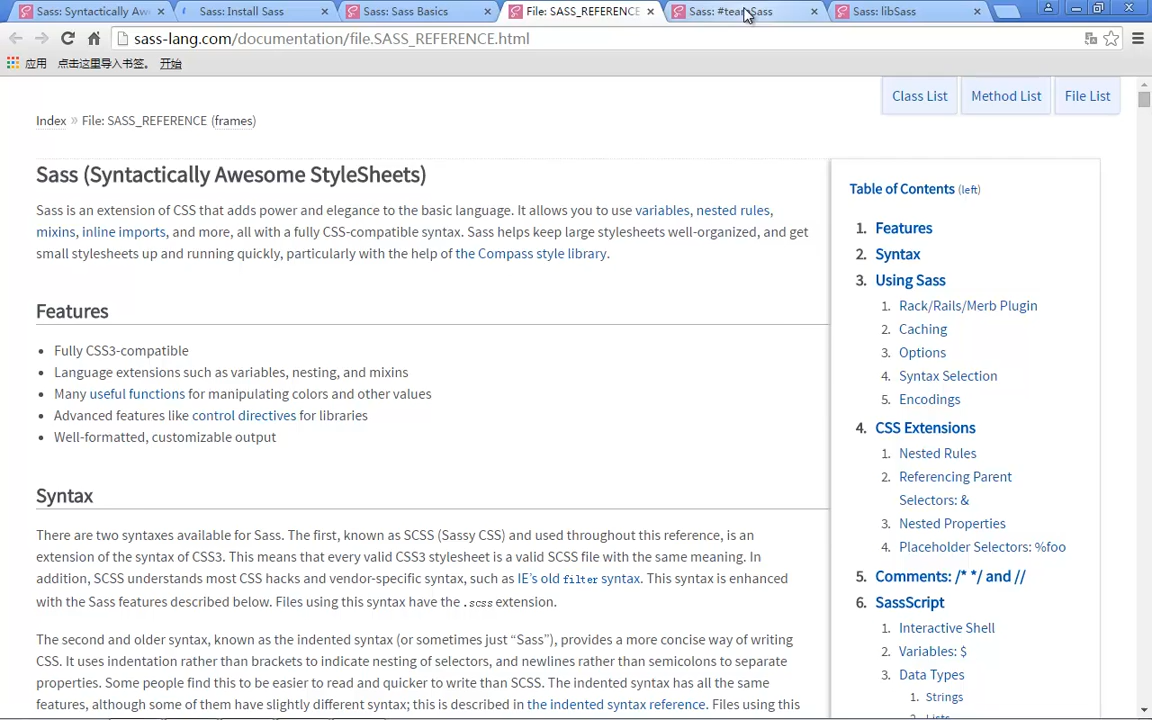 Sass: Syntactically Aw
Sass: Install Sass
Sass: Sass Basics
File: SASS_REFERENCE
Sass: #team
Sass
Sass: libSass
sass-lang.com/documentation/file.SASS_REFERENCE.html
应用 点击这里导入书签。 开始
Class List
Method List
File List
Index » File: SASS_REFERENCE (frames)
Sass (Syntactically Awesome StyleSheets)
Sass is an extension of CSS that adds power and elegance to the basic language. It allows you to use variables, nested rules,
mixins, inline imports, and more, all with a fully CSS-compatible syntax. Sass helps keep large stylesheets well-organized, and get
small stylesheets up and running quickly, particularly with the help of the Compass style library.
Features
• Fully CSS3-compatible
• Language extensions such as variables, nesting, and mixins
• Many useful functions for manipulating colors and other values
• Advanced features like control directives for libraries
• Well-formatted, customizable output
Syntax
There are two syntaxes available for Sass. The first, known as SCSS (Sassy CSS) and used throughout this reference, is an
extension of the syntax of CSS3. This means that every valid CSS3 stylesheet is a valid SCSS file with the same meaning. In
addition, SCSS understands most CSS hacks and vendor-specific syntax, such as IE's old filter syntax. This syntax is enhanced
with the Sass features described below. Files using this syntax have the .scss extension.
The second and older syntax, known as the indented syntax (or sometimes just “Sass”), provides a more concise way of writing
CSS. It uses indentation rather than brackets to indicate nesting of selectors, and newlines rather than semicolons to separate
properties. Some people find this to be easier to read and quicker to write than SCSS. The indented syntax has all the same
features, although some of them have slightly different syntax; this is described in the indented syntax reference. Files using this
Table of Contents (left)
1. Features
2. Syntax
3. Using Sass
1. Rack/Rails/Merb Plugin
2. Caching
3. Options
4. Syntax Selection
5. Encodings
4. CSS Extensions
1. Nested Rules
2. Referencing Parent
Selectors: &
3. Nested Properties
4. Placeholder Selectors: %foo
5. Comments: /* */ and //
6. SassScript
1. Interactive Shell
2. Variables: $
3. Data Types
1. Strings